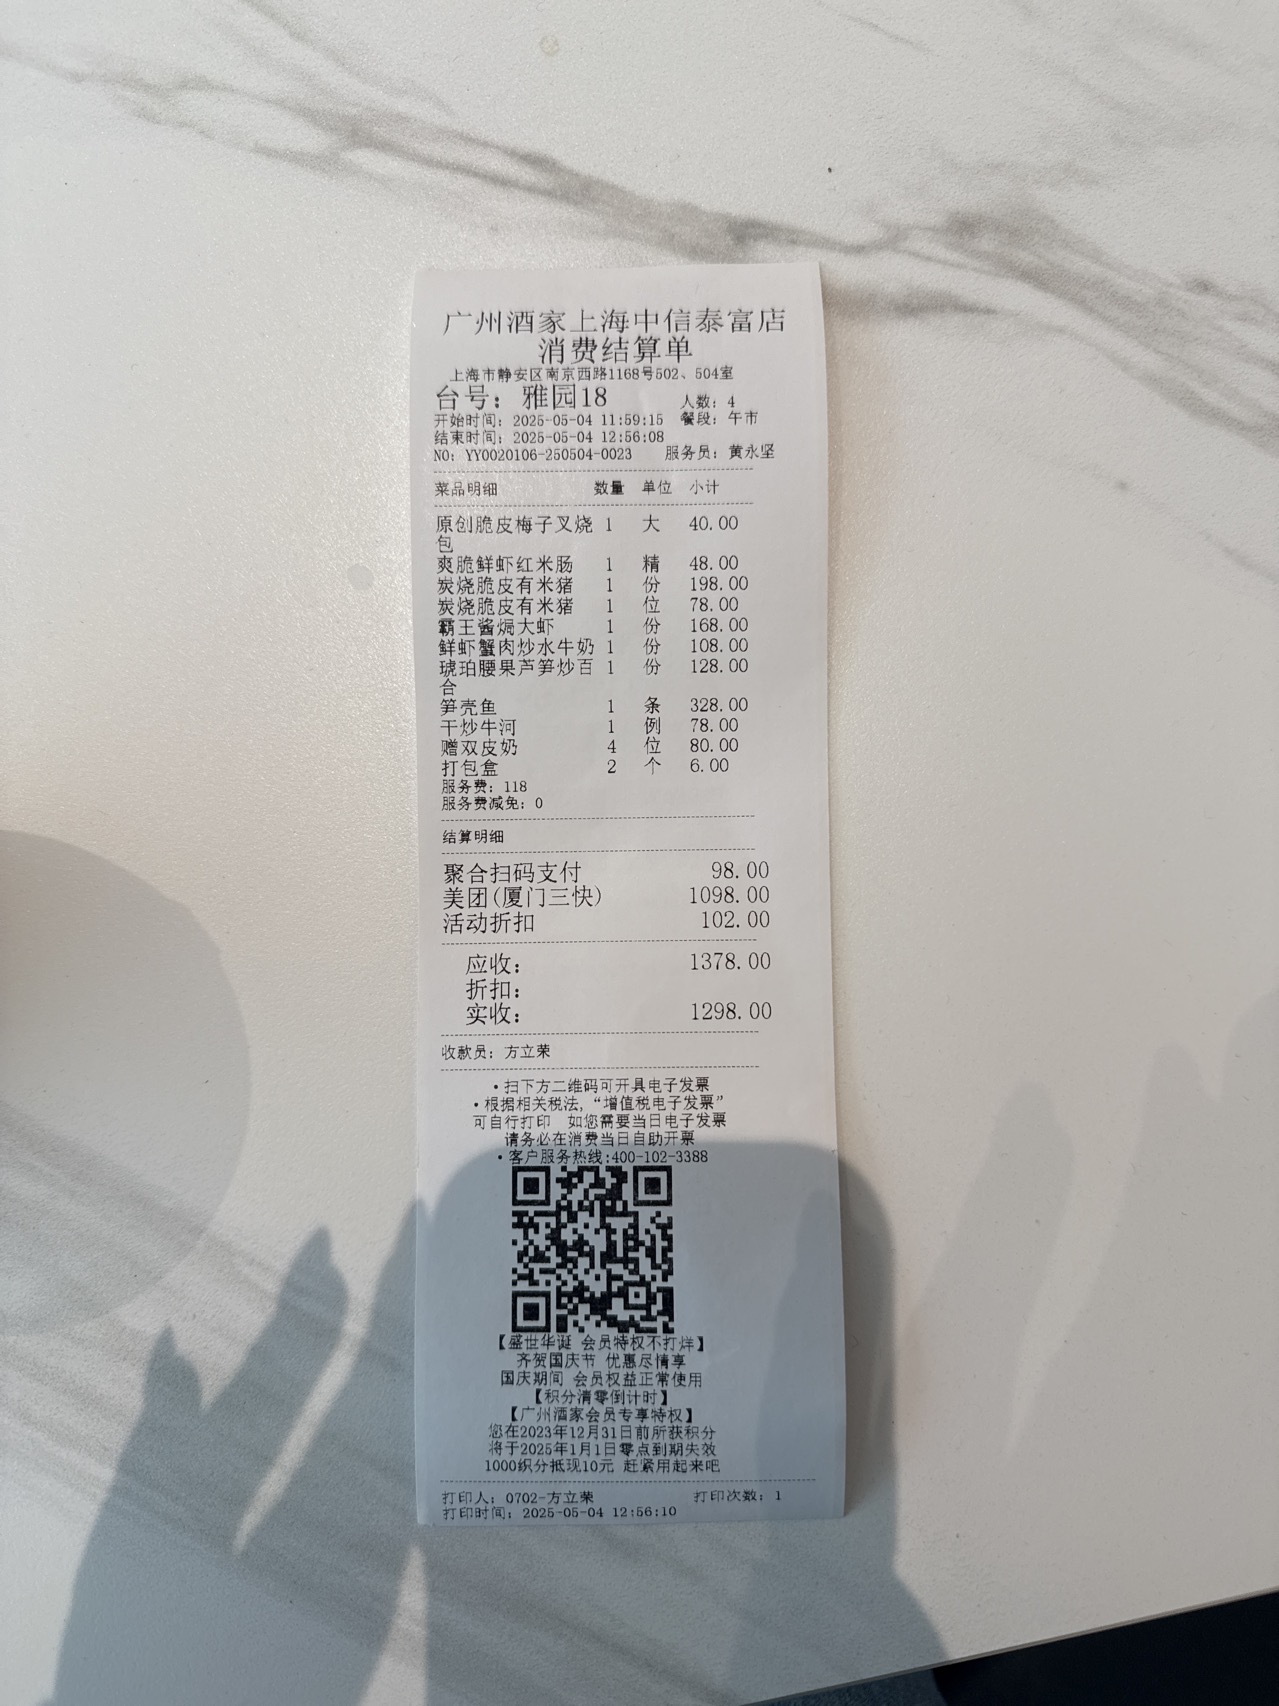 广州酒家上海中信泰富店
消费结算单
上海市静安区南京西路1168号502、504室
台号: 雅园18 人数: 4
开始时间: 2025-05-04 11:59:15 餐段: 午市
结束时间: 2025-05-04 12:56:08
NO: YY0020106-250504-0023 服务员: 黄永坚
菜品明细 数量 单位 小计
原创脆皮梅子叉烧 1 大 40.00
包
爽脆鲜虾红米肠 1 精 48.00
炭烧脆皮有米猪 1 份 198.00
炭烧脆皮有米猪 1 位 78.00
霸王酱焗大虾 1 份 168.00
鲜虾蟹肉炒水牛奶 1 份 108.00
琥珀腰果芦笋炒百 1 份 128.00
合
笋壳鱼 1 条 328.00
干炒牛河 1 例 78.00
赠双皮奶 4 位 80.00
打包盒 2 个 6.00
服务费: 118
服务费减免: 0
结算明细
聚合扫码支付 98.00
美团(厦门三快) 1098.00
活动折扣 102.00
应收: 1378.00
折扣:
实收: 1298.00
收款员: 方立荣
•扫下方二维码可开具电子发票
•根据相关税法,“增值税电子发票”
可自行打印 如您需要当日电子发票
请务必在消费当日自助开票
•客户服务热线:400-102-3388
【盛世华诞 会员特权不打烊】
齐贺国庆节 优惠尽情享
国庆期间 会员权益正常使用
【积分清零倒计时】
【广州酒家会员专享特权】
您在2023年12月31日前所获积分
将于2025年1月1日零点到期失效
1000积分抵现10元 赶紧用起来吧
打印人: 0702-方立荣 打印次数: 1
打印时间: 2025-05-04 12:56:10